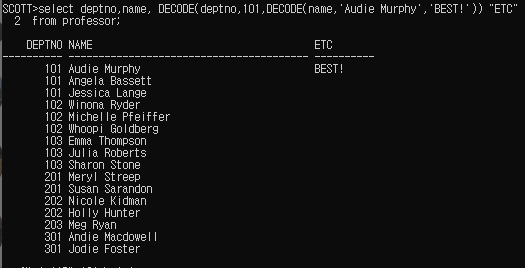 SCOTT>select deptno,name, DECODE(deptno,101,DECODE(name,'Audie Murphy','BEST!')) "ETC"
  2  from professor;

    DEPTNO NAME                                     ETC
---------- ---------------------------------------- ----------
       101 Audie Murphy                             BEST!
       101 Angela Bassett
       101 Jessica Lange
       102 Winona Ryder
       102 Michelle Pfeiffer
       102 Whoopi Goldberg
       103 Emma Thompson
       103 Julia Roberts
       103 Sharon Stone
       201 Meryl Streep
       201 Susan Sarandon
       202 Nicole Kidman
       202 Holly Hunter
       203 Meg Ryan
       301 Andie Macdowell
       301 Jodie Foster